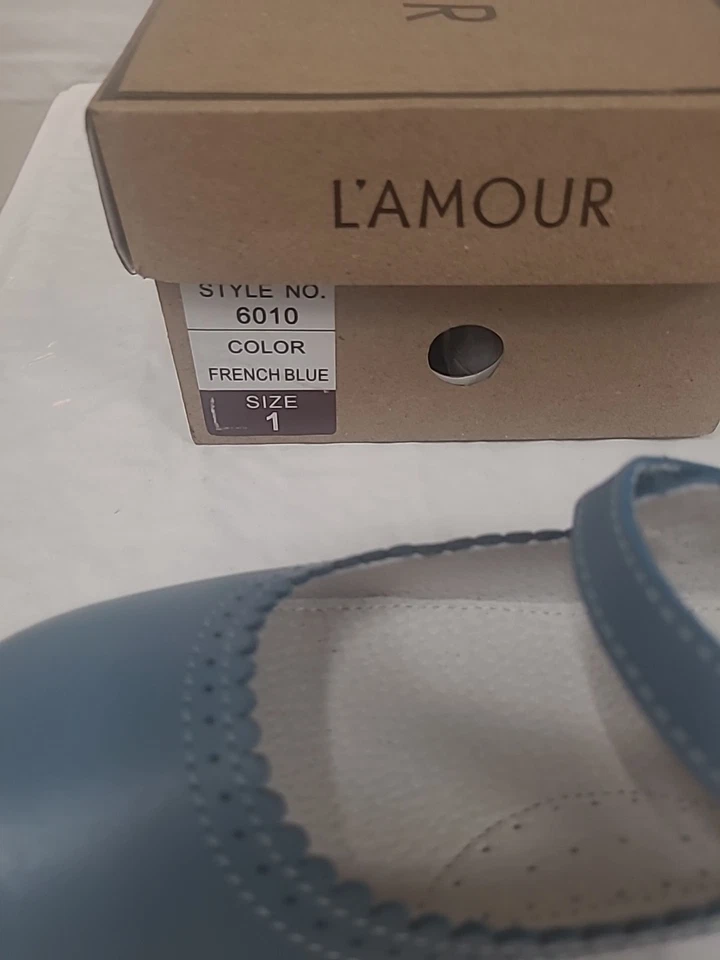 R
L'AMOUR
STYLE NO.
6010
COLOR
FRENCH BLUE
SIZE
1